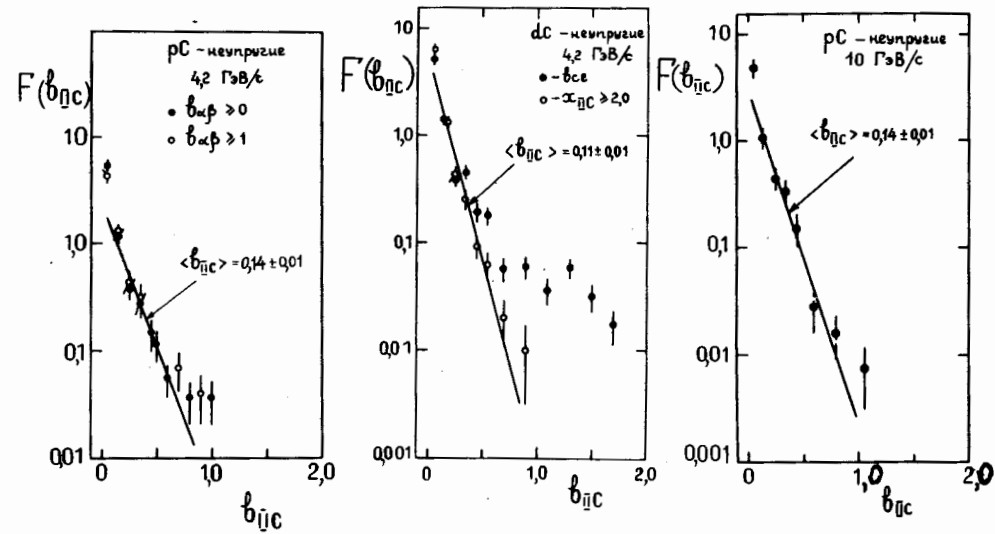 pC - неупругие
4,2 ГэВ/с
● b_αβ ≥ 0
○ b_αβ ≥ 1
F(b_IIC)
10
1,0
0,1
0,01
<b_IIC> = 0,14 ± 0,01
0
1,0
2,0
b_IIC
dC - неупругие
4,2 ГэВ/с
● - все
○ - x_IIC ≥ 2,0
F(b_IIC)
10
1,0
0,1
0,01
0,001
<b_IIC> = 0,11 ± 0,01
0
1,0
2,0
b_IIC
pC - неупругие
10 ГэВ/с
F(b_IIC)
10
1,0
0,1
0,01
0,001
<b_IIC> = 0,14 ± 0,01
0
1,0
2,0
b_IIC